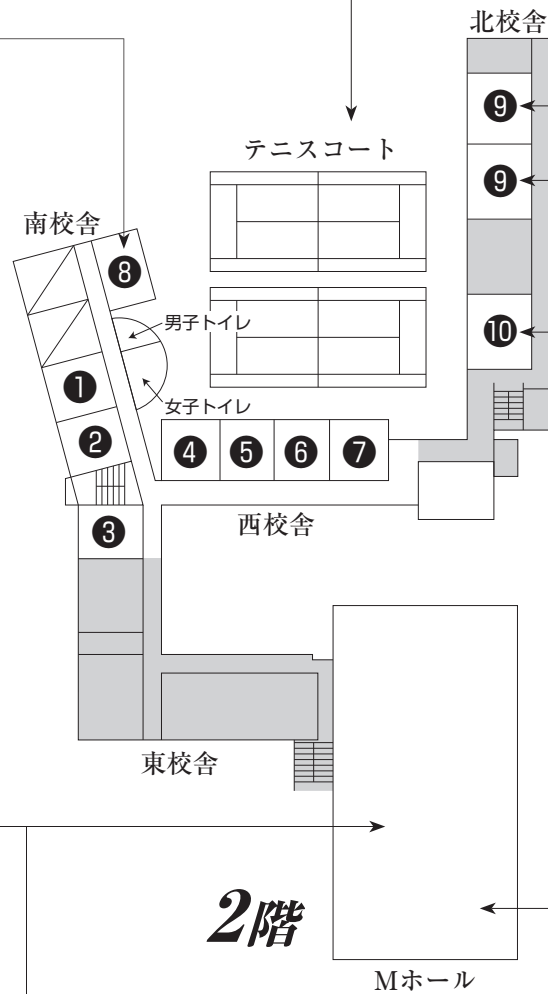 北校舎
❾
テニスコート
❾
南校舎
❽
男子トイレ
❿
❶
女子トイレ
❷
❹
❺
❻
❼
西校舎
❸
東校舎
2階
Mホール